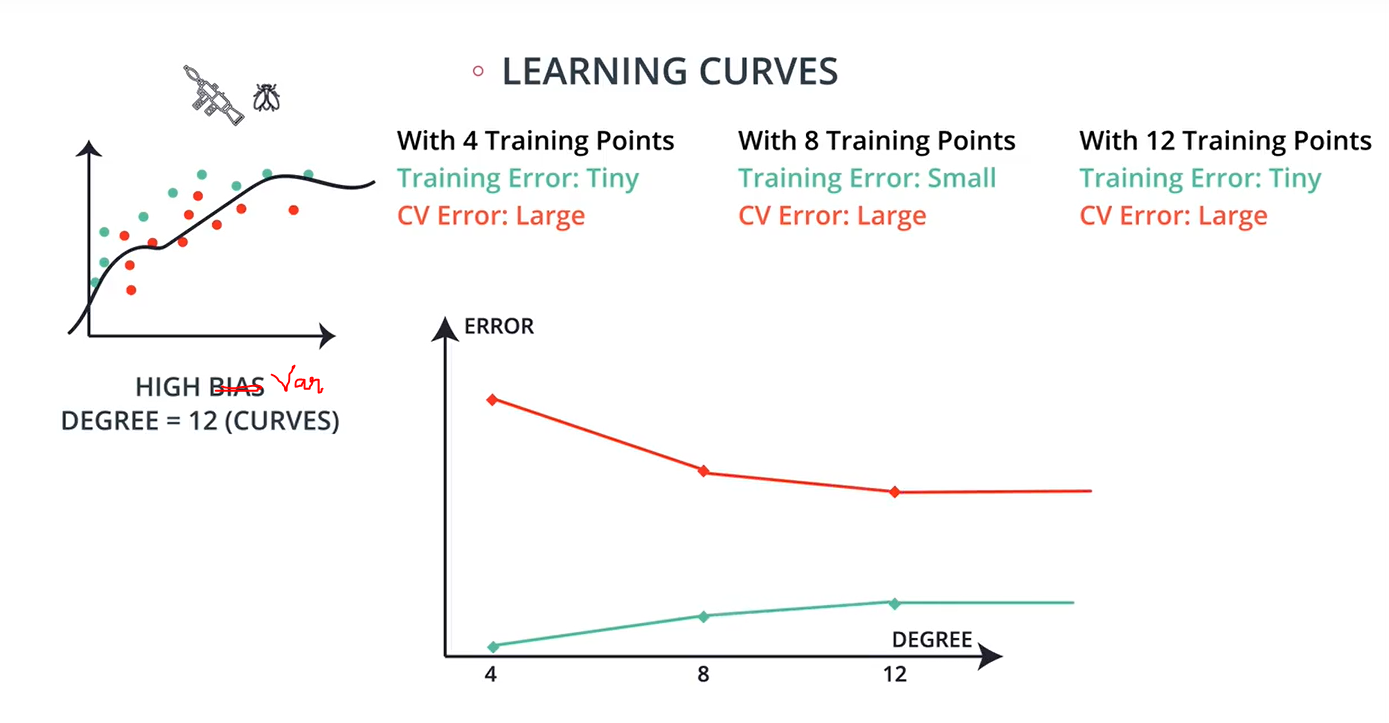 LEARNING CURVES
With 4 Training Points
Training Error: Tiny
CV Error: Large
With 8 Training Points
Training Error: Small
CV Error: Large
With 12 Training Points
Training Error: Tiny
CV Error: Large
HIGH BIAS Var
DEGREE = 12 (CURVES)
ERROR
DEGREE
4 8 12